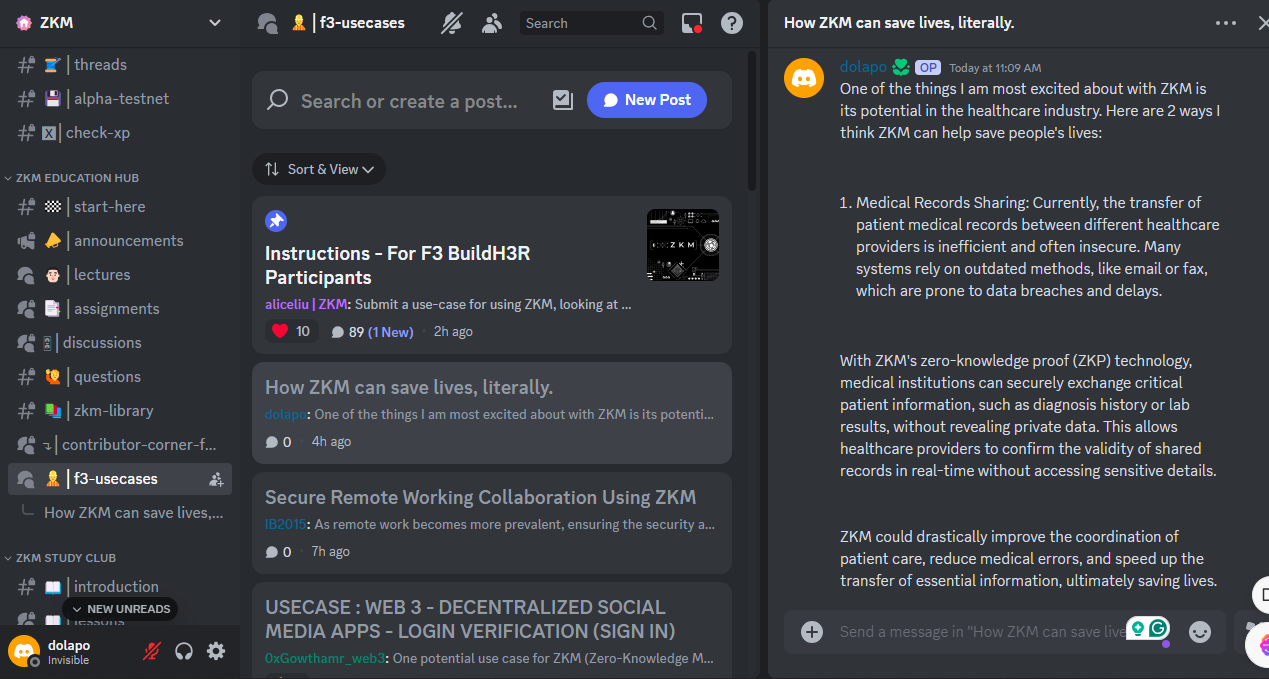 ZKM
threads
alpha-testnet
X check-xp
ZKM EDUCATION HUB
start-here
announcements
lectures
assignments
discussions
questions
zkm-library
contributor-corner-f...
f3-usecases
How ZKM can save lives,...
ZKM STUDY CLUB
introduction
NEW UNREADS
lessons
dolapo
Invisible
f3-usecases
Search
Search or create a post...
New Post
Sort & View
Instructions - For F3 BuildH3R
Participants
aliceliu | ZKM: Submit a use-case for using ZKM, looking at ...
10 89 (1 New) · 2h ago
ZKM
How ZKM can save lives, literally.
dolapo: One of the things I am most excited about with ZKM is its potenti...
0 · 4h ago
Secure Remote Working Collaboration Using ZKM
IB2015: As remote work becomes more prevalent, ensuring the security a...
0 · 7h ago
USECASE : WEB 3 - DECENTRALIZED SOCIAL
MEDIA APPS - LOGIN VERIFICATION (SIGN IN)
0xGowthamr_web3: One potential use case for ZKM (Zero-Knowledge M...
How ZKM can save lives, literally.
dolapo OP Today at 11:09 AM
One of the things I am most excited about with ZKM is
its potential in the healthcare industry. Here are 2 ways I
think ZKM can help save people's lives:
1. Medical Records Sharing: Currently, the transfer of
patient medical records between different healthcare
providers is inefficient and often insecure. Many
systems rely on outdated methods, like email or fax,
which are prone to data breaches and delays.
With ZKM's zero-knowledge proof (ZKP) technology,
medical institutions can securely exchange critical
patient information, such as diagnosis history or lab
results, without revealing private data. This allows
healthcare providers to confirm the validity of shared
records in real-time without accessing sensitive details.
ZKM could drastically improve the coordination of
patient care, reduce medical errors, and speed up the
transfer of essential information, ultimately saving lives.
Send a message in "How ZKM can save live